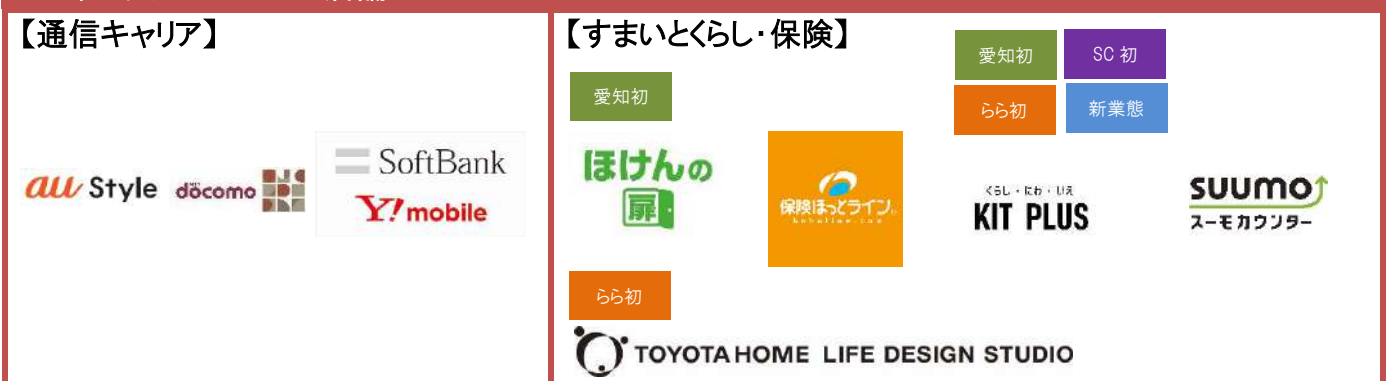 【通信キャリア】
au Style
döcomo
SoftBank
Y! mobile
【すまいとくらし・保険】
愛知初
ほけんの
扉
保険ほっとライン
愛知初
SC 初
らら初
新業態
くらし・にわ・いえ
KIT PLUS
suumo
スーモカウンター
らら初
TOYOTA HOME LIFE DESIGN STUDIO